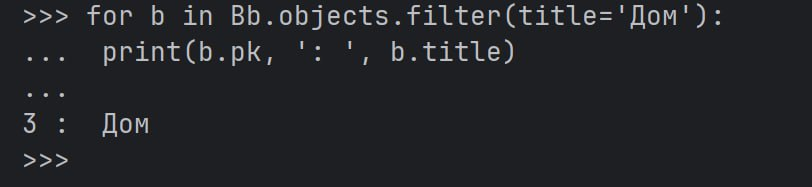 >>> for b in Bb.objects.filter(title='Дом'):
...  print(b.pk, ': ', b.title)
...
3 :  Дом
>>>